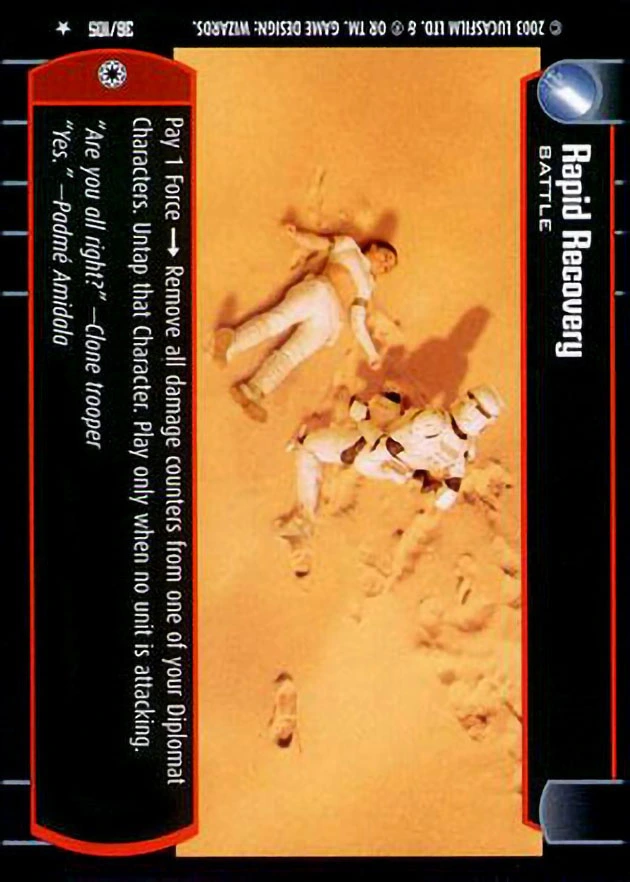 Rapid Recovery
BATTLE
Pay 1 Force → Remove all damage counters from one of your Diplomat
Characters. Untap that Character. Play only when no unit is attacking.
"Are you all right?" —Clone trooper
"Yes." —Padmé Amidala
© 2003 LUCASFILM LTD. & ® OR TM. GAME DESIGN: WIZARDS.
36/105 ★